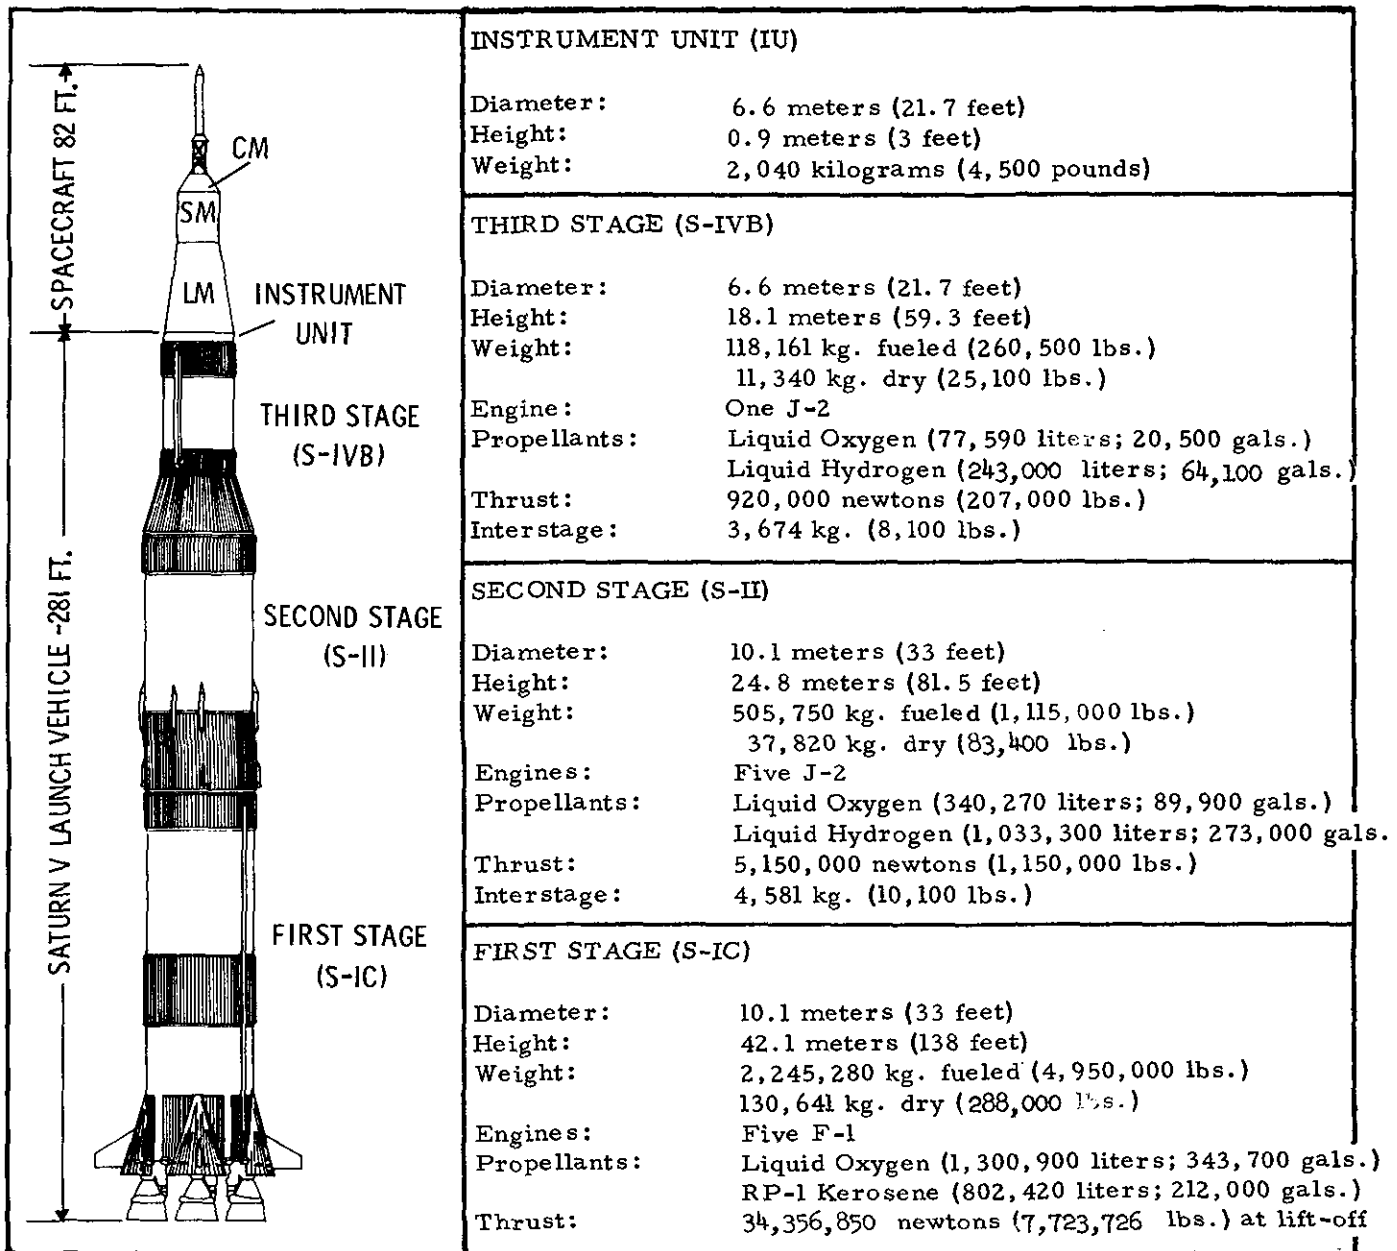 SPACECRAFT 82 FT.
CM
SM
LM
INSTRUMENT
UNIT
THIRD STAGE
(S-IVB)
SATURN V LAUNCH VEHICLE -281 FT.
SECOND STAGE
(S-II)
FIRST STAGE
(S-IC)
INSTRUMENT UNIT (IU)
Diameter: 6.6 meters (21.7 feet)
Height: 0.9 meters (3 feet)
Weight: 2,040 kilograms (4,500 pounds)
THIRD STAGE (S-IVB)
Diameter: 6.6 meters (21.7 feet)
Height: 18.1 meters (59.3 feet)
Weight: 118,161 kg. fueled (260,500 lbs.)
11,340 kg. dry (25,100 lbs.)
Engine: One J-2
Propellants: Liquid Oxygen (77,590 liters; 20,500 gals.)
Liquid Hydrogen (243,000 liters; 64,100 gals.)
Thrust: 920,000 newtons (207,000 lbs.)
Interstage: 3,674 kg. (8,100 lbs.)
SECOND STAGE (S-II)
Diameter: 10.1 meters (33 feet)
Height: 24.8 meters (81.5 feet)
Weight: 505,750 kg. fueled (1,115,000 lbs.)
37,820 kg. dry (83,400 lbs.)
Engines: Five J-2
Propellants: Liquid Oxygen (340,270 liters; 89,900 gals.)
Liquid Hydrogen (1,033,300 liters; 273,000 gals.
Thrust: 5,150,000 newtons (1,150,000 lbs.)
Interstage: 4,581 kg. (10,100 lbs.)
FIRST STAGE (S-IC)
Diameter: 10.1 meters (33 feet)
Height: 42.1 meters (138 feet)
Weight: 2,245,280 kg. fueled (4,950,000 lbs.)
130,641 kg. dry (288,000 lbs.)
Engines: Five F-1
Propellants: Liquid Oxygen (1,300,900 liters; 343,700 gals.)
RP-1 Kerosene (802,420 liters; 212,000 gals.)
Thrust: 34,356,850 newtons (7,723,726 lbs.) at lift-off